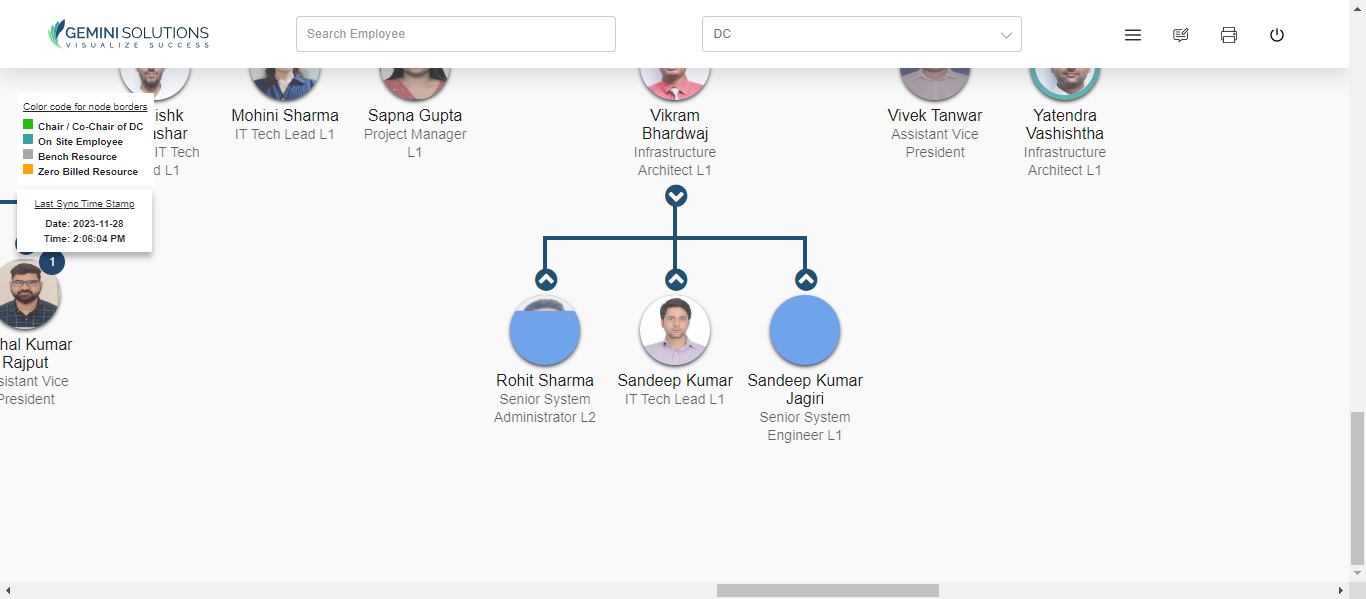 GEMINI SOLUTIONS
VISUALIZE SUCCESS
Search Employee
DC
Color code for node borders
Chair / Co-Chair of DC
On Site Employee
Bench Resource
Zero Billed Resource
Last Sync Time Stamp
Date: 2023-11-28
Time: 2:06:04 PM
ishk
ashar
IT Tech
d L1
Mohini Sharma
IT Tech Lead L1
Sapna Gupta
Project Manager
L1
Vikram
Bhardwaj
Infrastructure
Architect L1
Vivek Tanwar
Assistant Vice
President
Yatendra
Vashishtha
Infrastructure
Architect L1
1
hal Kumar
Rajput
sistant Vice
President
Rohit Sharma
Senior System
Administrator L2
Sandeep Kumar
IT Tech Lead L1
Sandeep Kumar
Jagiri
Senior System
Engineer L1